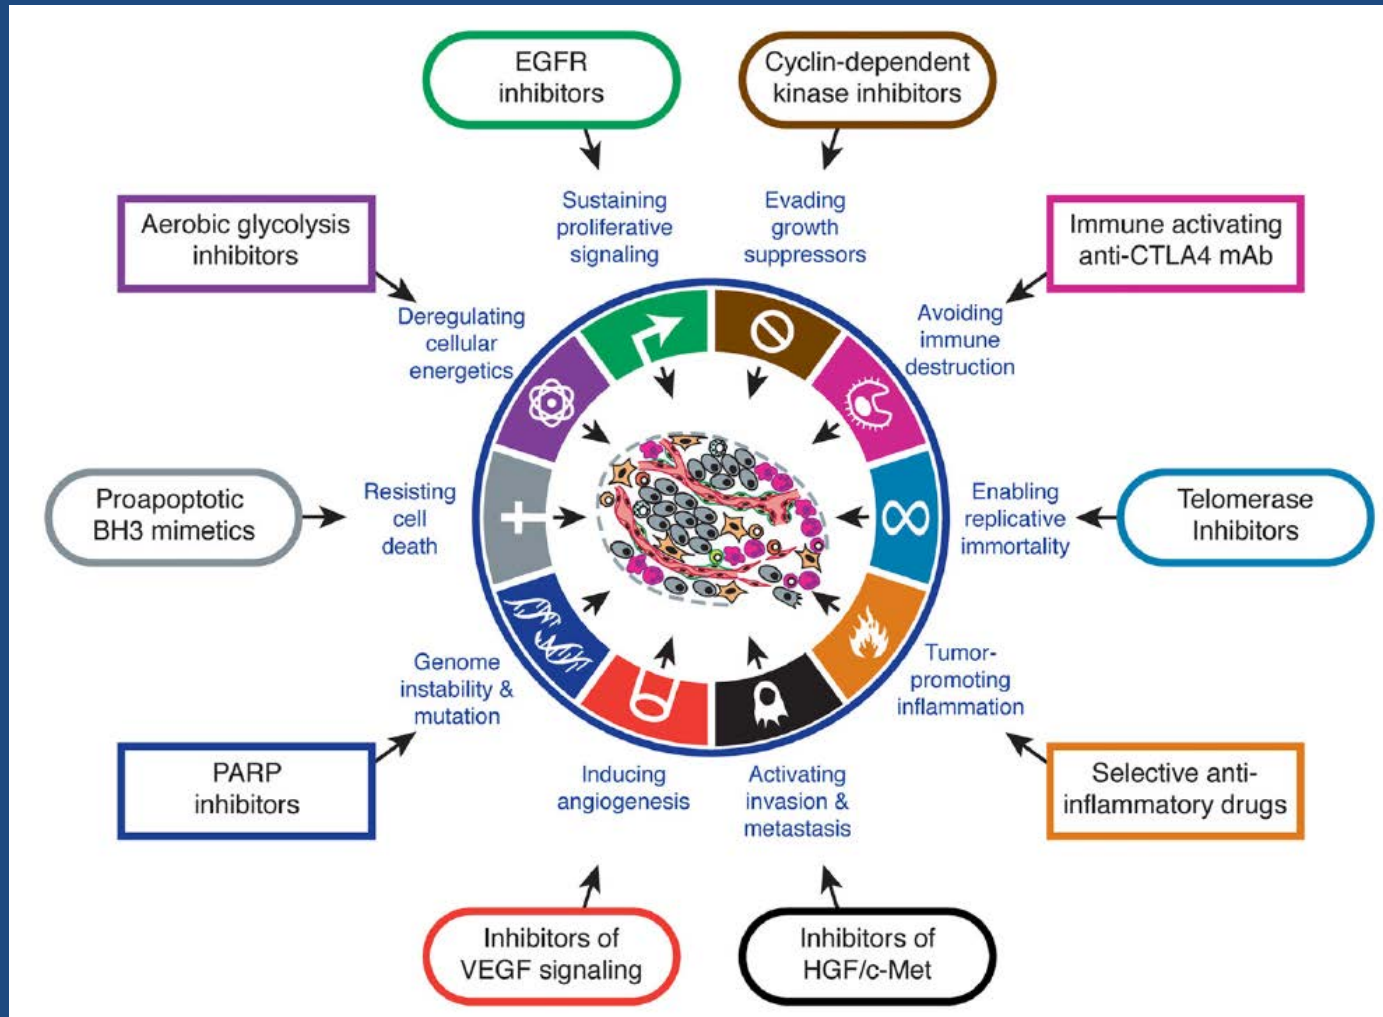 EGFR
inhibitors
Cyclin-dependent
kinase inhibitors
Aerobic glycolysis
inhibitors
Sustaining
proliferative
signaling
Evading
growth
suppressors
Immune activating
anti-CTLA4 mAb
Deregulating
cellular
energetics
Avoiding
immune
destruction
Proapoptotic
BH3 mimetics
Resisting
cell
death
Enabling
replicative
immortality
Telomerase
Inhibitors
Genome
instability &
mutation
Tumor-
promoting
inflammation
PARP
inhibitors
Inducing
angiogenesis
Activating
invasion &
metastasis
Selective anti-
inflammatory drugs
Inhibitors of
VEGF signaling
Inhibitors of
HGF/c-Met